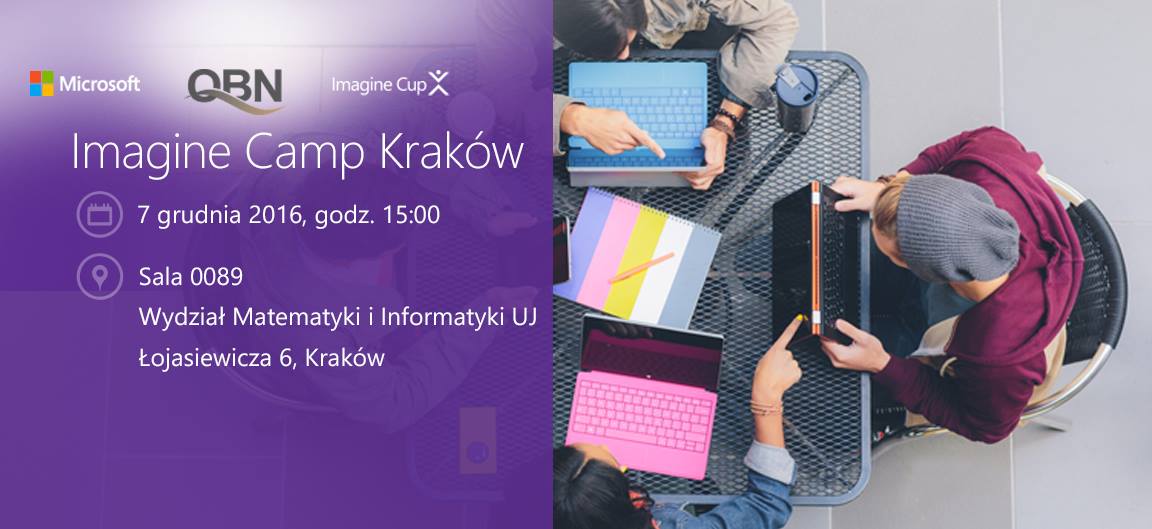 Microsoft QBN Imagine Cup
Imagine Camp Kraków
7 grudnia 2016, godz. 15:00
Sala 0089
Wydział Matematyki i Informatyki UJ
Łojasiewicza 6, Kraków